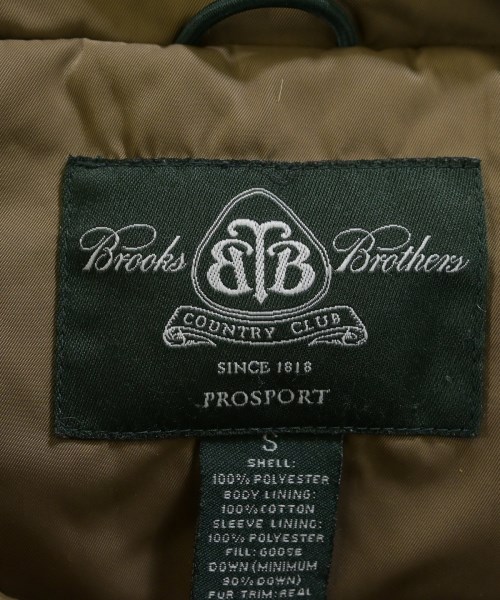 Brooks BB Brothers
COUNTRY CLUB
SINCE 1818
PROSPORT
S
SHELL:
100% POLYESTER
BODY LINING:
100% COTTON
SLEEVE LINING:
100% POLYESTER
FILL: GOOSE
DOWN (MINIMUM
90% DOWN)
FUR TRIM: REAL